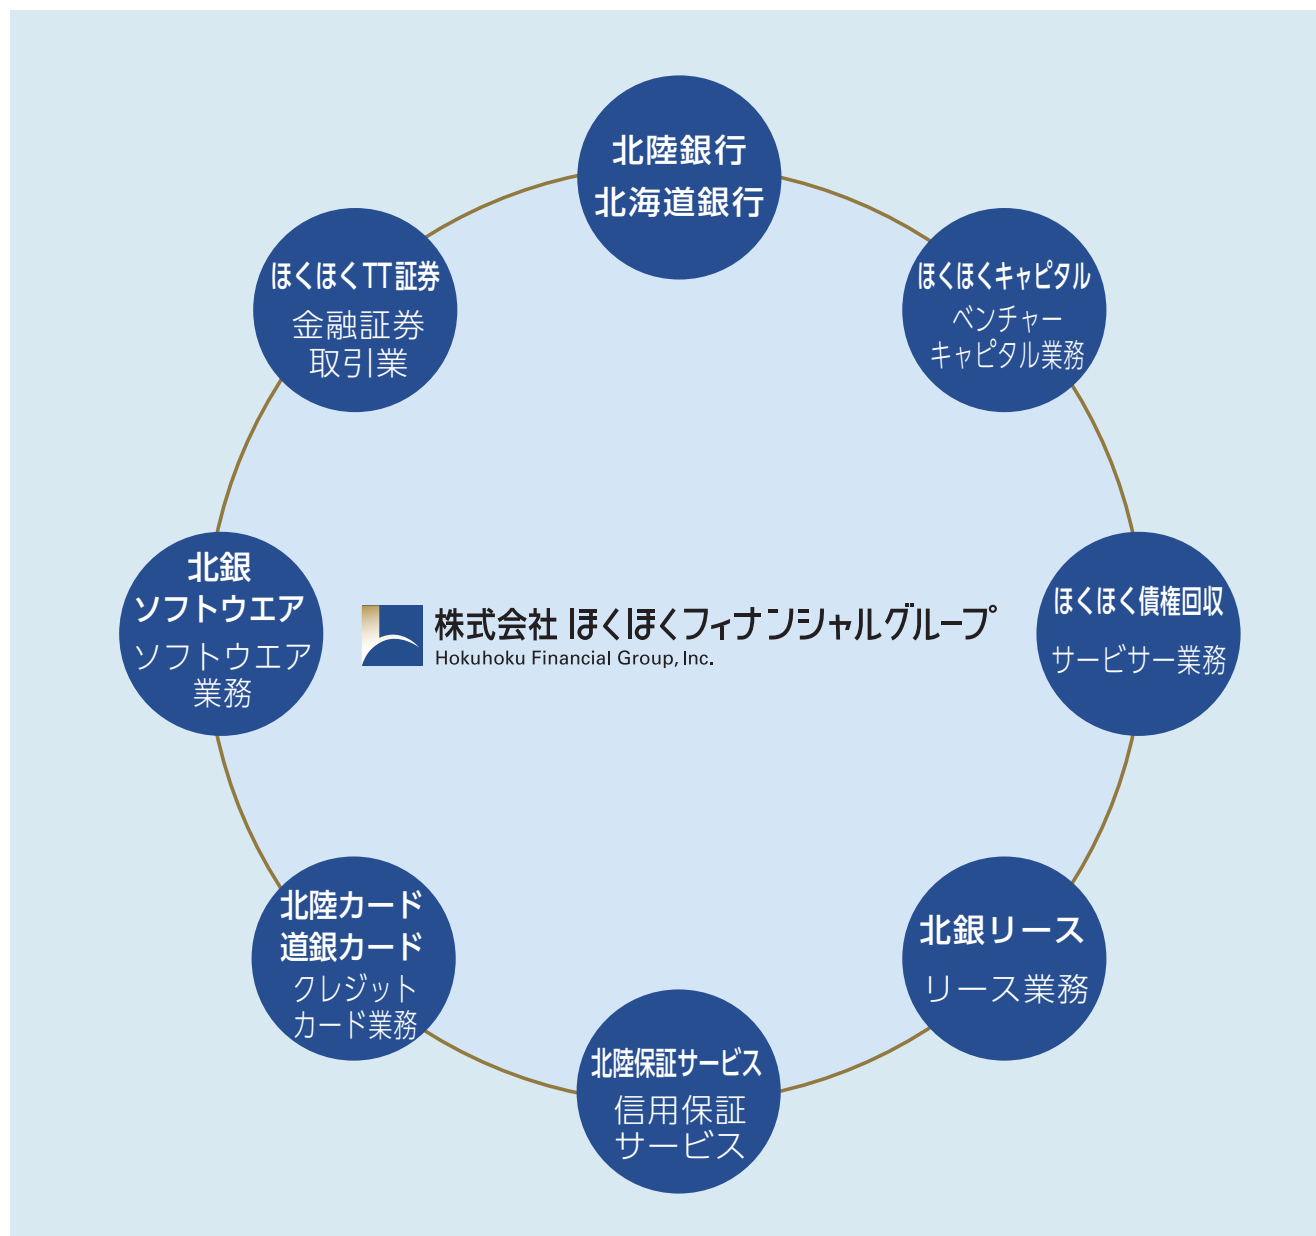 北陸銀行
北海道銀行
ほくほくTT証券
金融証券
取引業
ほくほくキャピタル
ベンチャー
キャピタル業務
北銀
ソフトウエア
ソフトウエア
業務
株式会社 ほくほくフィナンシャルグループ
Hokuhoku Financial Group, Inc.
ほくほく債権回収
サービサー業務
北陸カード
道銀カード
クレジット
カード業務
北銀リース
リース業務
北陸保証サービス
信用保証
サービス